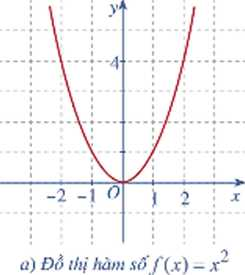 y
4
-2 -1 O 1 2 x
a) Đồ thị hàm số f(x) = x²